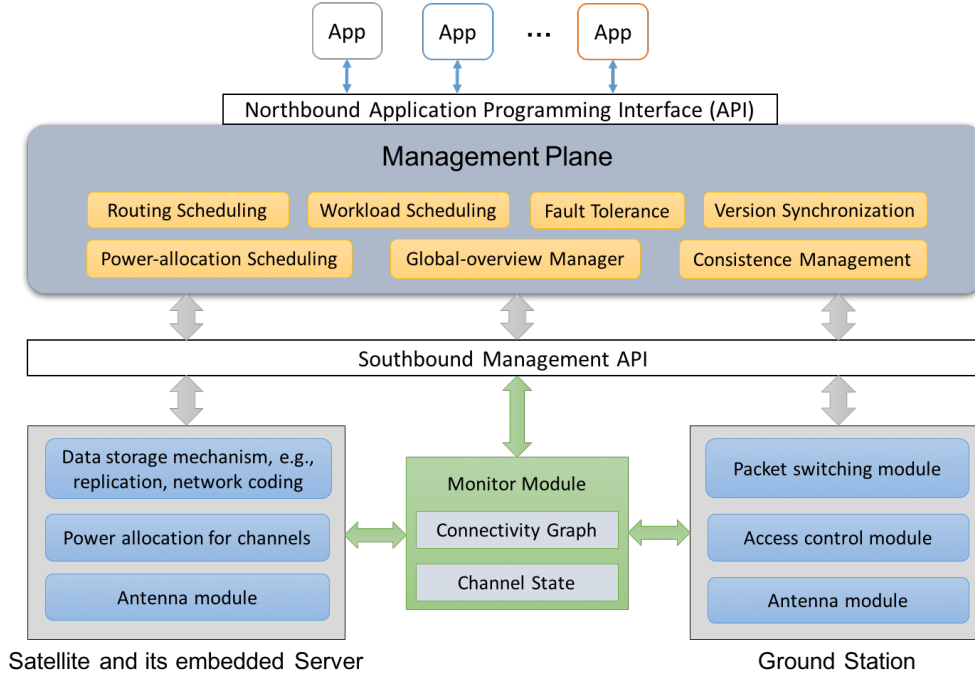 App
App
...
App
Northbound Application Programming Interface (API)
Management Plane
Routing Scheduling
Workload Scheduling
Fault Tolerance
Version Synchronization
Power-allocation Scheduling
Global-overview Manager
Consistence Management
Southbound Management API
Data storage mechanism, e.g.,
replication, network coding
Power allocation for channels
Antenna module
Monitor Module
Connectivity Graph
Channel State
Packet switching module
Access control module
Antenna module
Satellite and its embedded Server
Ground Station